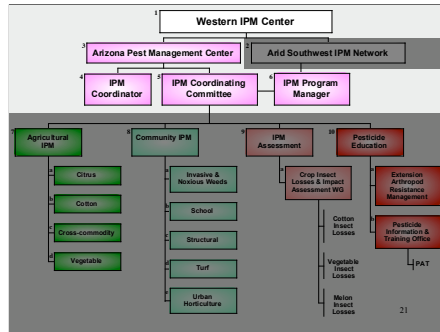 1
Western IPM Center
3
Arizona Pest Management Center
2
Arid Southwest IPM Network
4
IPM
Coordinator
5
IPM Coordinating
Committee
6
IPM Program
Manager
7
Agricultural
IPM
a
Citrus
b
Cotton
c
Cross-commodity
d
Vegetable
8
Community IPM
a
Invasive &
Noxious Weeds
b
School
c
Structural
d
Turf
e
Urban
Horticulture
9
IPM
Assessment
a
Crop Insect
Losses & Impact
Assessment WG
Cotton
Insect
Losses
Vegetable
Insect
Losses
Melon
Insect
Losses
10
Pesticide
Education
a
Extension
Arthropod
Resistance
Management
b
Pesticide
Information &
Training Office
PAT
21